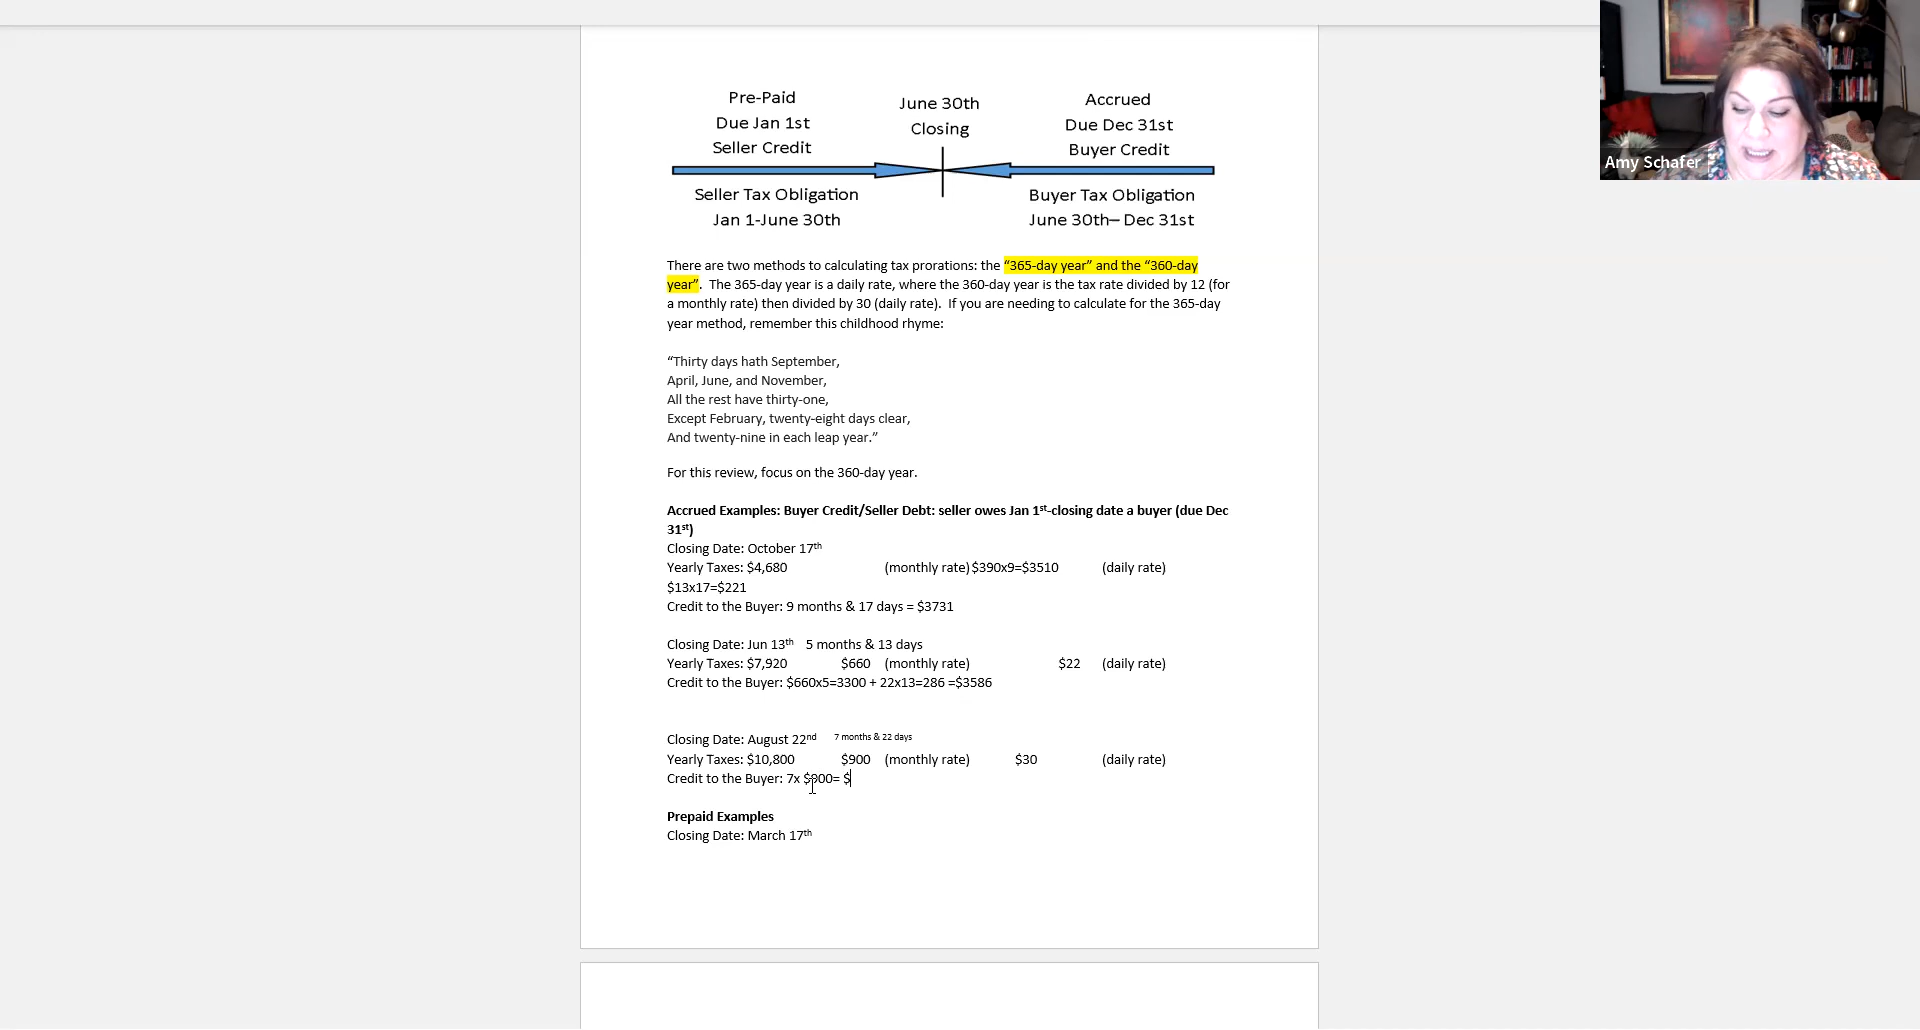 Pre-Paid
Due Jan 1st
Seller Credit
June 30th
Closing
Accrued
Due Dec 31st
Buyer Credit
Seller Tax Obligation
Jan 1-June 30th
Buyer Tax Obligation
June 30th– Dec 31st
There are two methods to calculating tax prorations: the “365-day year” and the “360-day
year”.  The 365-day year is a daily rate, where the 360-day year is the tax rate divided by 12 (for
a monthly rate) then divided by 30 (daily rate).  If you are needing to calculate for the 365-day
year method, remember this childhood rhyme:
“Thirty days hath September,
April, June, and November,
All the rest have thirty-one,
Except February, twenty-eight days clear,
And twenty-nine in each leap year.”
For this review, focus on the 360-day year.
Accrued Examples: Buyer Credit/Seller Debt: seller owes Jan 1st-closing date a buyer (due Dec
31st)
Closing Date: October 17th
Yearly Taxes: $4,680 (monthly rate) $390x9=$3510 (daily rate)
$13x17=$221
Credit to the Buyer: 9 months & 17 days = $3731
Closing Date: Jun 13th 5 months & 13 days
Yearly Taxes: $7,920 $660 (monthly rate) $22 (daily rate)
Credit to the Buyer: $660x5=3300 + 22x13=286 =$3586
Closing Date: August 22nd 7 months & 22 days
Yearly Taxes: $10,800 $900 (monthly rate) $30 (daily rate)
Credit to the Buyer: 7x $900= $
Prepaid Examples
Closing Date: March 17th
Amy Schafer